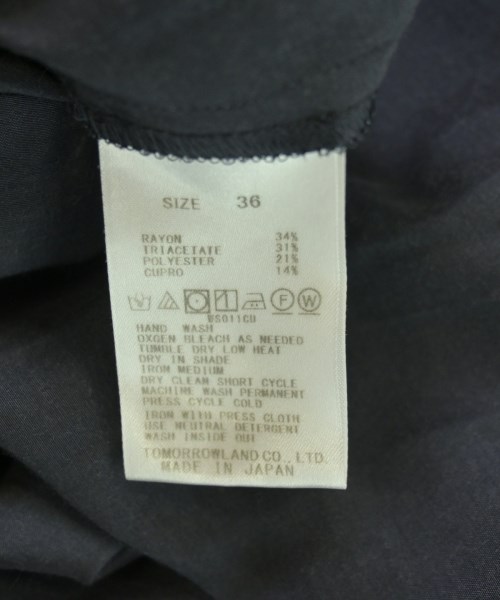 SIZE 36
RAYON 34%
TRIACETATE 31%
POLYESTER 21%
CUPRO 14%
F W
WS011CU
HAND WASH
OXGEN BLEACH AS NEEDED
TUMBLE DRY LOW HEAT
DRY IN SHADE
IRON MEDIUM
DRY CLEAN SHORT CYCLE
MACHINE WASH PERMANENT
PRESS CYCLE COLD
IRON WITH PRESS CLOTH
USE NEUTRAL DETERGENT
WASH INSIDE OUT
TOMORROWLAND CO., LTD.
MADE IN JAPAN